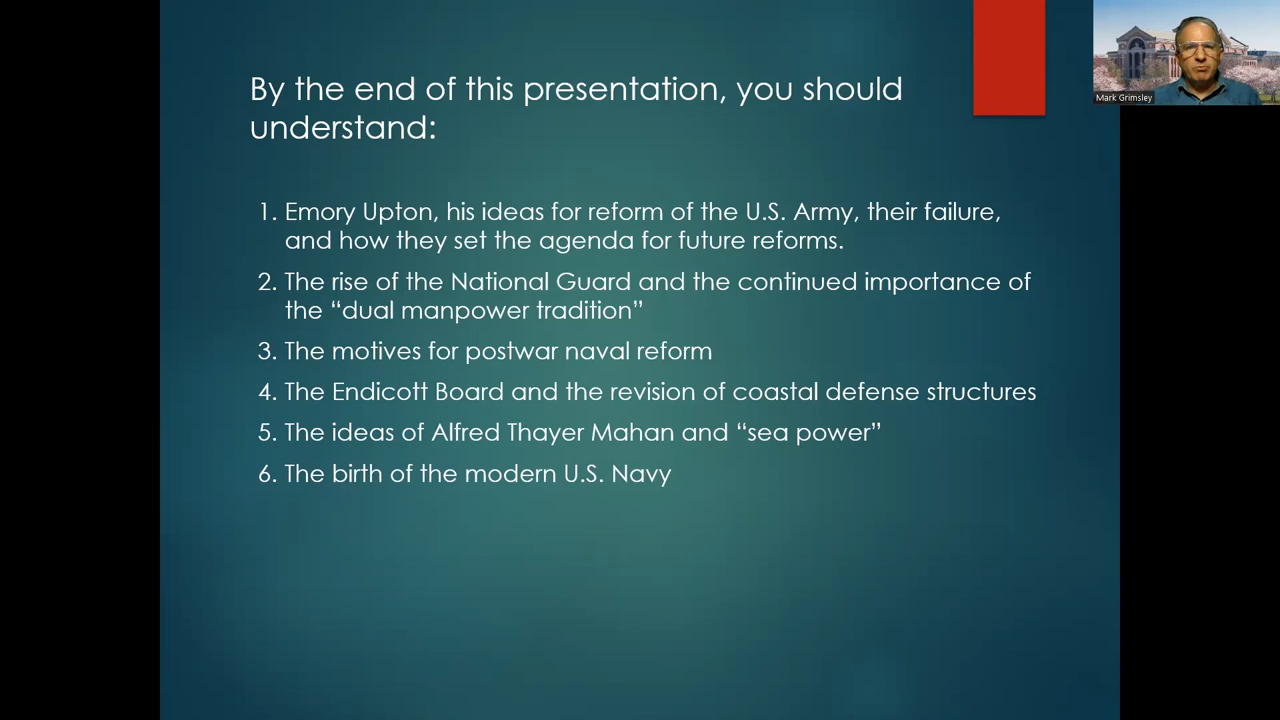 By the end of this presentation, you should
understand:
1. Emory Upton, his ideas for reform of the U.S. Army, their failure,
and how they set the agenda for future reforms.
2. The rise of the National Guard and the continued importance of
the “dual manpower tradition”
3. The motives for postwar naval reform
4. The Endicott Board and the revision of coastal defense structures
5. The ideas of Alfred Thayer Mahan and “sea power”
6. The birth of the modern U.S. Navy
Mark Grimsley